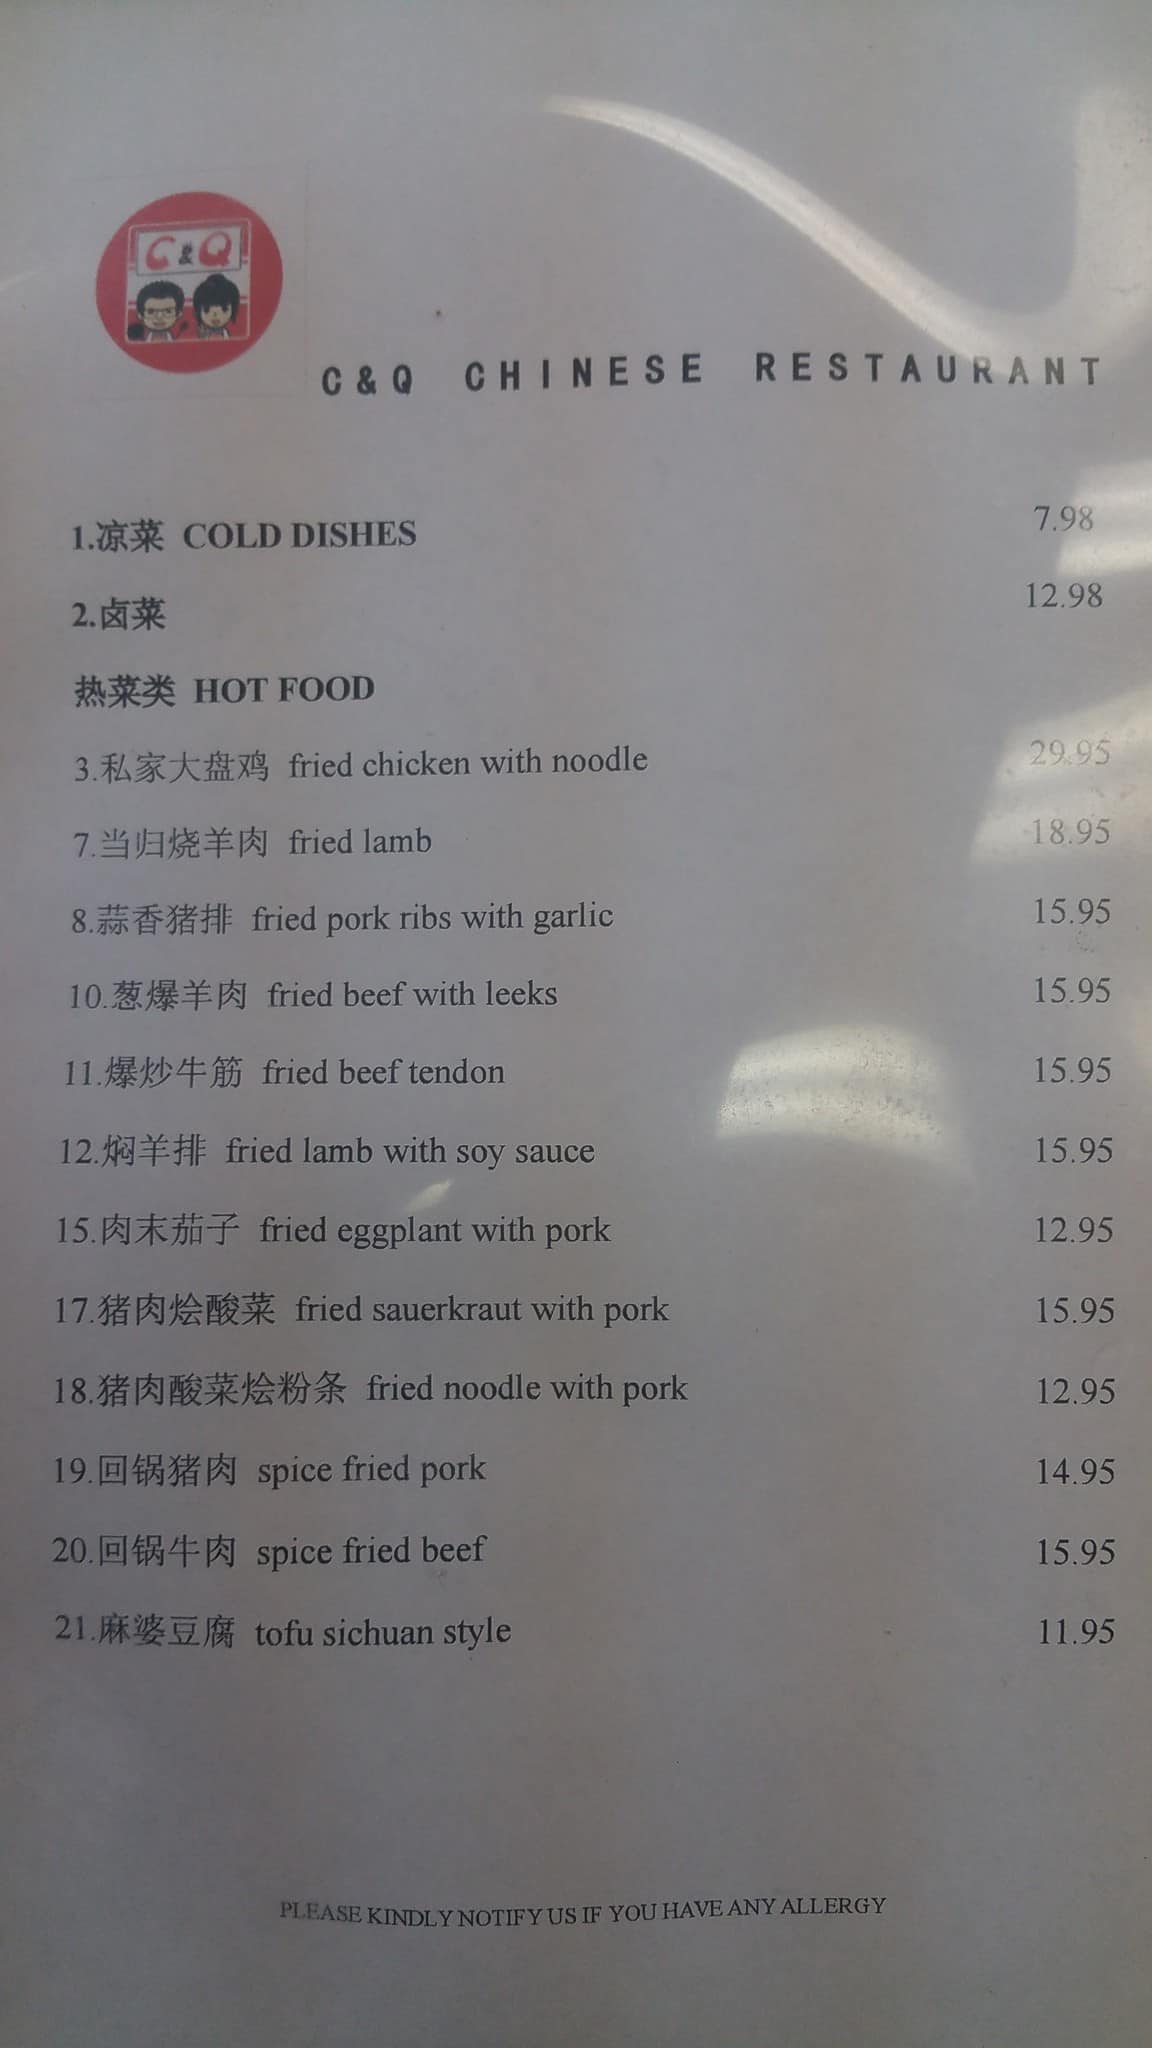 C & Q
C&Q CHINESE RESTAURANT
1.凉菜 COLD DISHES 7.98
2.卤菜 12.98
热菜类 HOT FOOD
3.私家大盘鸡 fried chicken with noodle 29.95
7.当归烧羊肉 fried lamb 18.95
8.蒜香猪排 fried pork ribs with garlic 15.95
10.葱爆羊肉 fried beef with leeks 15.95
11.爆炒牛筋 fried beef tendon 15.95
12.焖羊排 fried lamb with soy sauce 15.95
15.肉末茄子 fried eggplant with pork 12.95
17.猪肉烩酸菜 fried sauerkraut with pork 15.95
18.猪肉酸菜烩粉条 fried noodle with pork 12.95
19.回锅猪肉 spice fried pork 14.95
20.回锅牛肉 spice fried beef 15.95
21.麻婆豆腐 tofu sichuan style 11.95
PLEASE KINDLY NOTIFY US IF YOU HAVE ANY ALLERGY